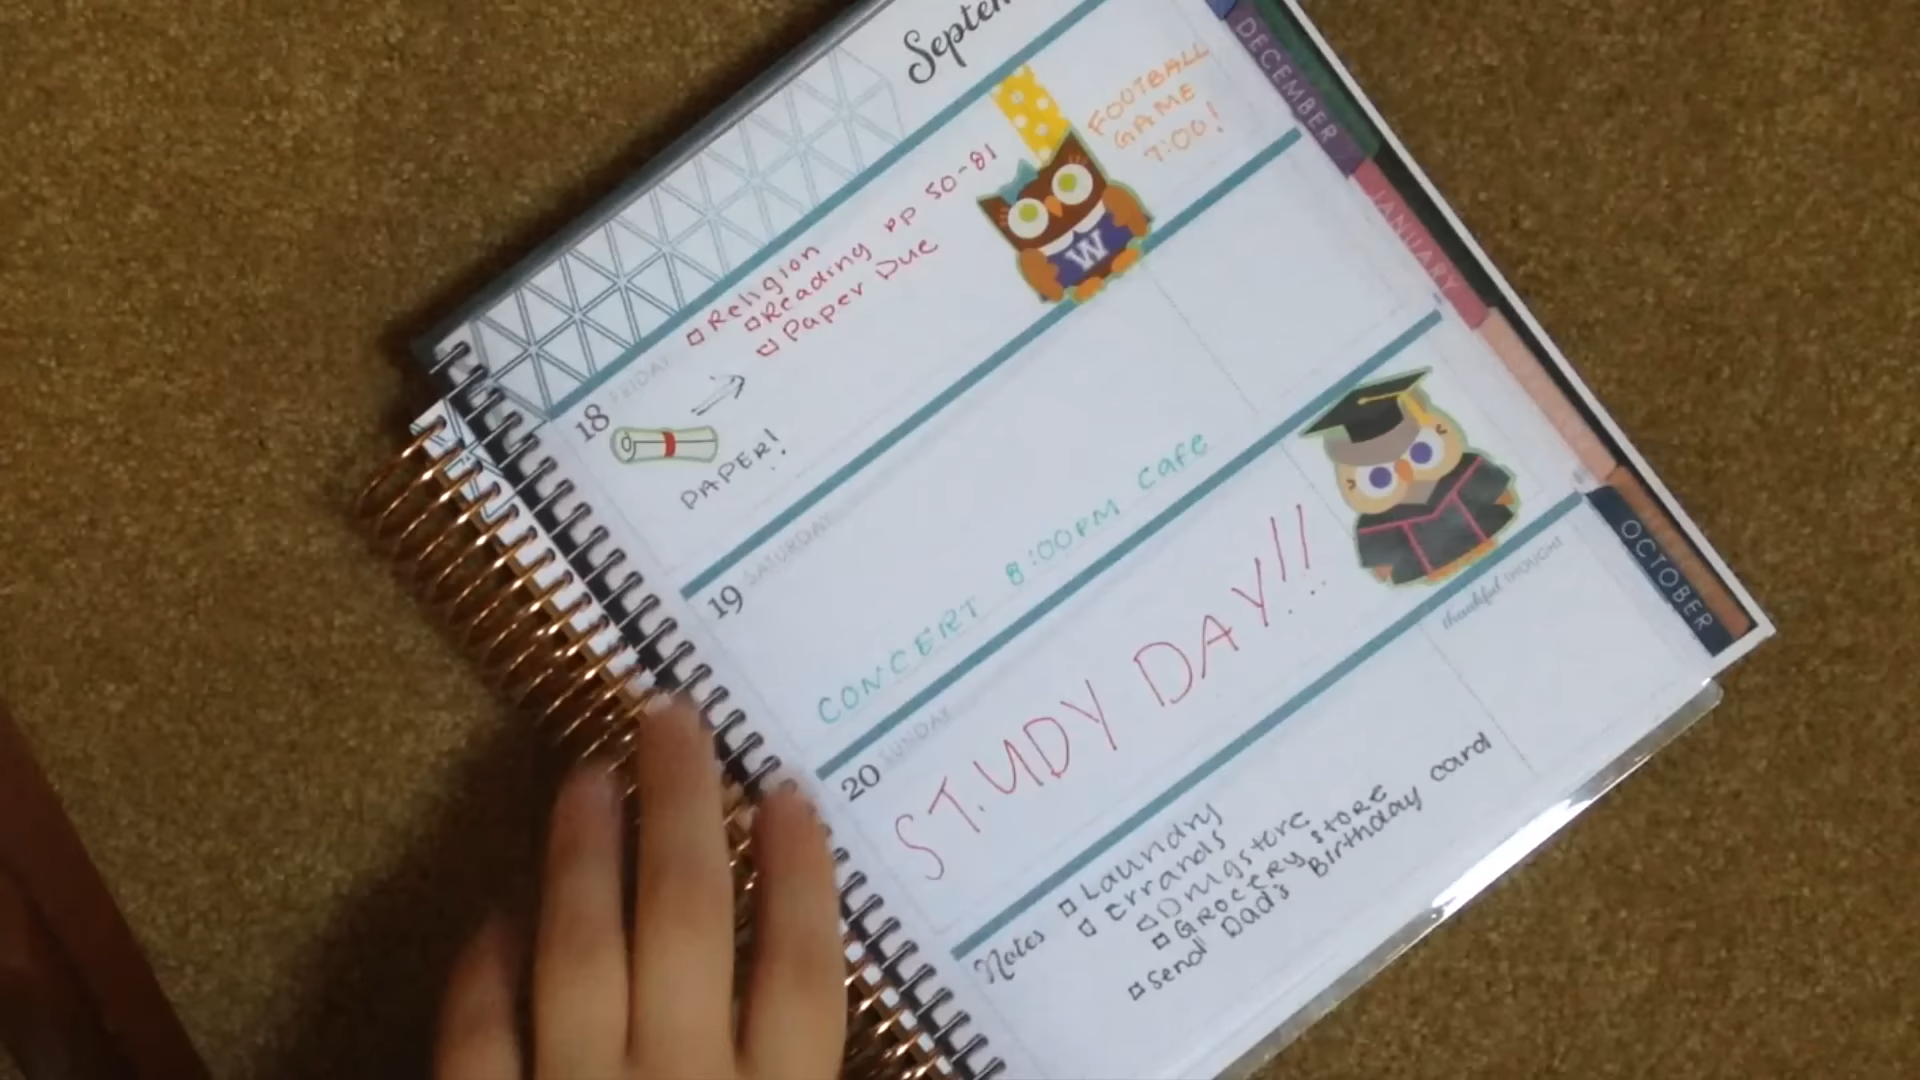 Septem
18 FRIDAY
□ Religion
□ Reading pp 50-81
□ Paper Due
PAPER!
W
FOOTBALL
GAME
7:00!
19 SATURDAY
CONCERT 8:00PM cafe
20 SUNDAY
STUDY DAY!!
Notes
□ Laundry
□ Errands
□ Drugstore
□ Grocery store
□ Send Dad's Birthday card
thankful THOUGHT
DECEMBER
JANUARY
OCTOBER